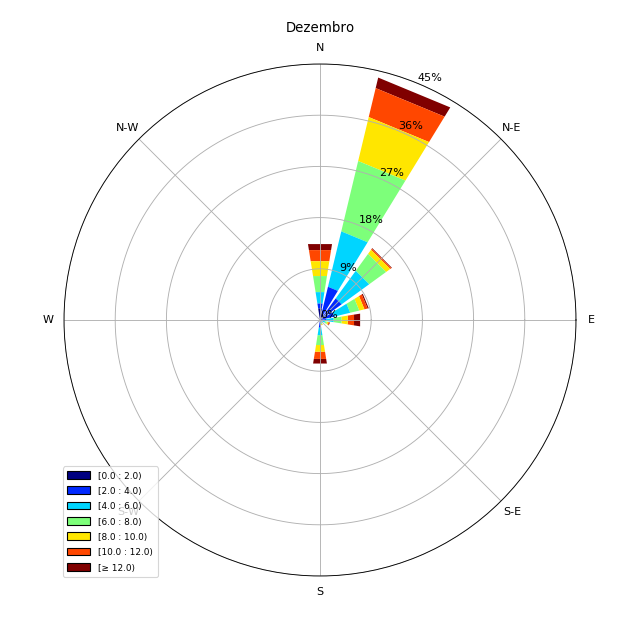 Dezembro
N
45%
N-W
N-E
36%
27%
18%
9%
0%
W
E
[0.0 : 2.0)
[2.0 : 4.0)
[4.0 : 6.0)
[6.0 : 8.0)
[8.0 : 10.0)
[10.0 : 12.0)
[≥ 12.0)
S-W
S-E
S